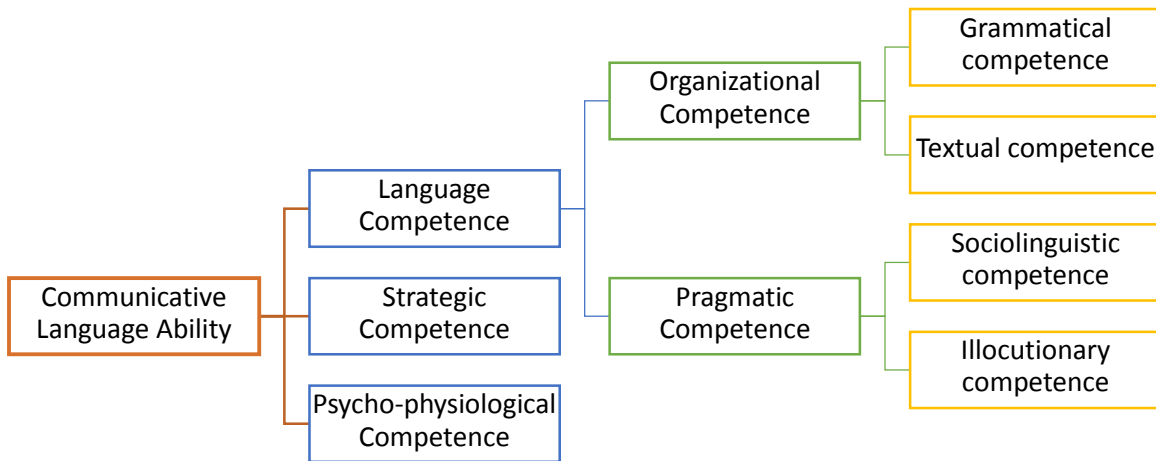 Communicative
Language Ability
Language
Competence
Strategic
Competence
Psycho-physiological
Competence
Organizational
Competence
Pragmatic
Competence
Grammatical
competence
Textual competence
Sociolinguistic
competence
Illocutionary
competence